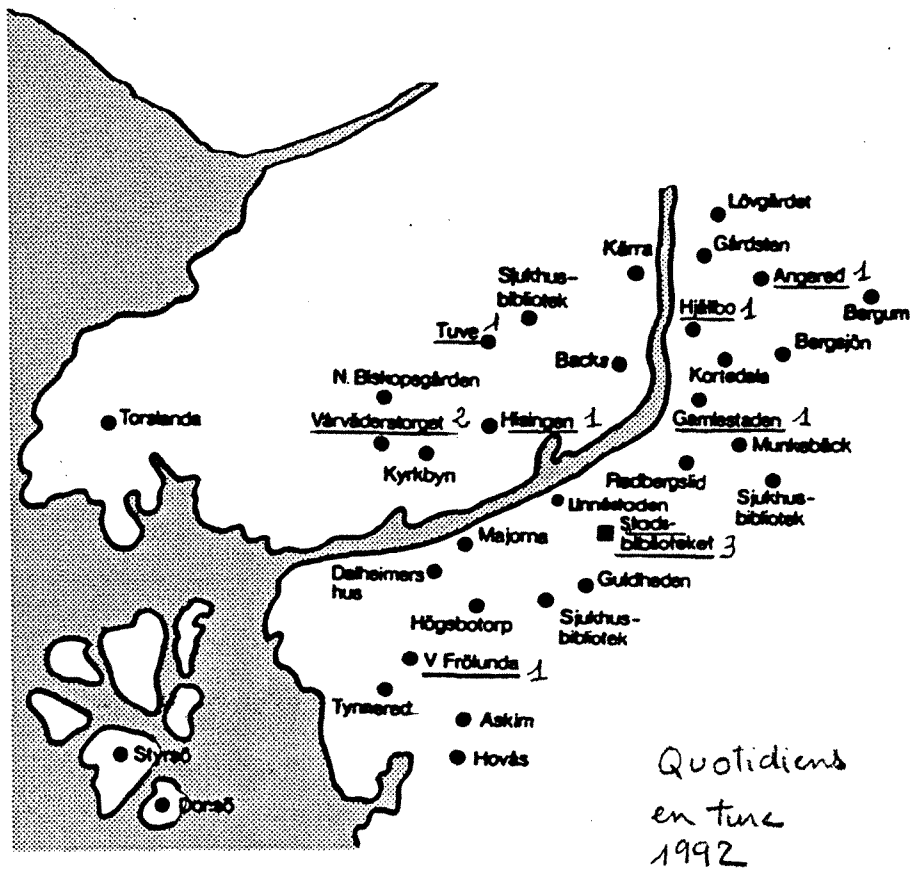 Lövgärdet
Gårdsten
Kärra
Angered 1
Sjukhus-
bibliotek
Bergum
Hjällbo 1
Tuve 1
Bergsjön
Backa
Kortedala
N. Biskopsgården
Torslanda
Vårväderstorget 2
Hisingen 1
Gamlestaden 1
Munkebäck
Kyrkbyn
Redbergslid
Sjukhus-
bibliotek
Linnéstaden
Stads-
biblioteket 3
Majorna
Dalheimers
hus
Guldheden
Högsbotorp
Sjukhus-
bibliotek
V Frölunda 1
Tynnered
Askim
Styrsö
Hovås
Donsö
Quotidiens
en turc
1992